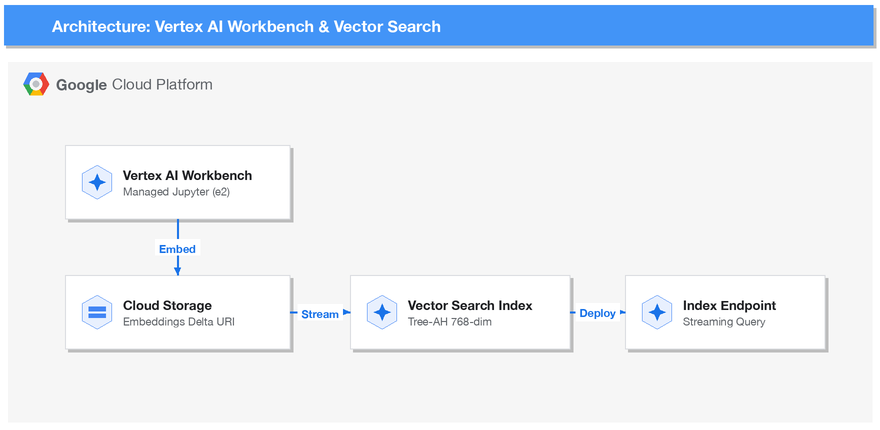 Architecture: Vertex AI Workbench & Vector Search
Google Cloud Platform
Vertex AI Workbench
Managed Jupyter (e2)
Embed
Cloud Storage
Embeddings Delta URI
Stream
Vector Search Index
Tree-AH 768-dim
Deploy
Index Endpoint
Streaming Query